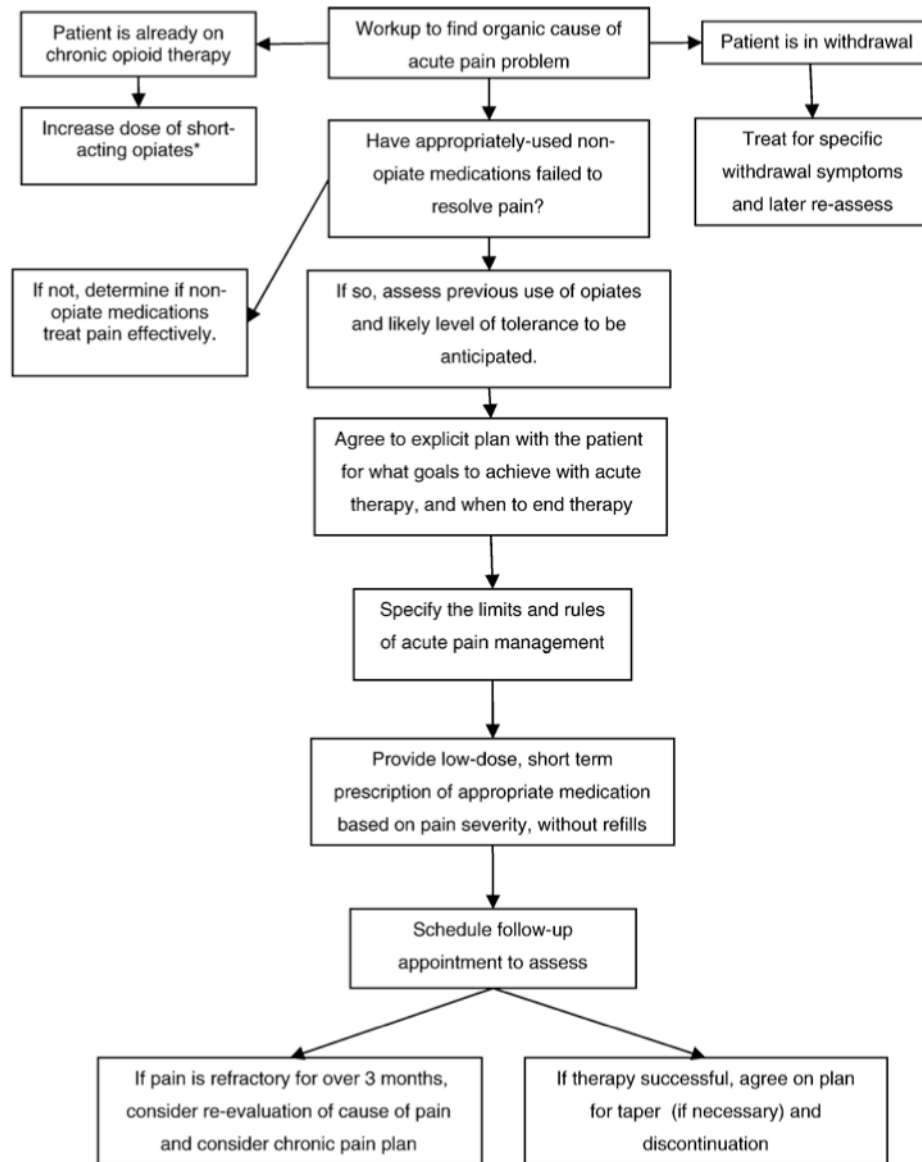 Patient is already on
chronic opioid therapy
Workup to find organic cause of
acute pain problem
Patient is in withdrawal
Increase dose of short-
acting opiates*
Have appropriately-used non-
opiate medications failed to
resolve pain?
Treat for specific
withdrawal symptoms
and later re-assess
If not, determine if non-
opiate medications
treat pain effectively.
If so, assess previous use of opiates
and likely level of tolerance to be
anticipated.
Agree to explicit plan with the patient
for what goals to achieve with acute
therapy, and when to end therapy
Specify the limits and rules
of acute pain management
Provide low-dose, short term
prescription of appropriate medication
based on pain severity, without refills
Schedule follow-up
appointment to assess
If pain is refractory for over 3 months,
consider re-evaluation of cause of pain
and consider chronic pain plan
If therapy successful, agree on plan
for taper (if necessary) and
discontinuation